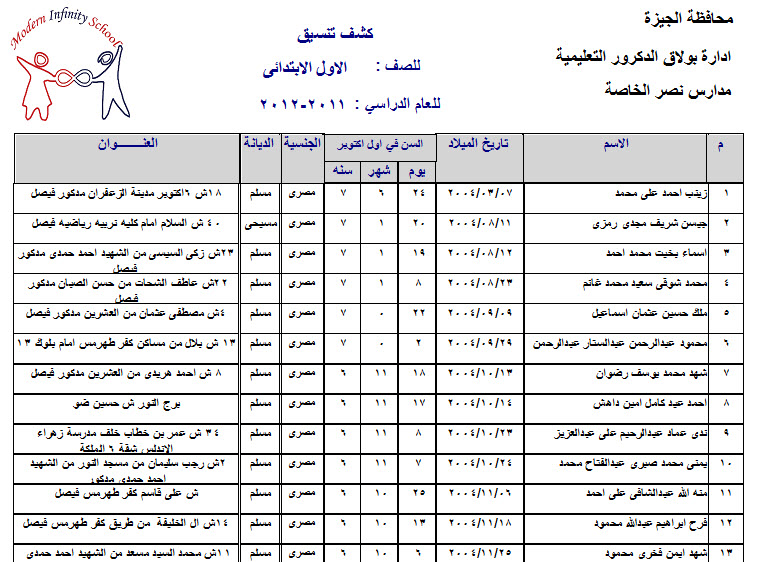 Modern Infinity School
محافظة الجيزة
ادارة بولاق الدكرور التعليمية
مدارس نصر الخاصة
كشف تنسيق
للصف : الاول الابتدائى
للعام الدراسي : ٢٠١١-٢٠١٢
م الاسم تاريخ الميلاد السن في اول اكتوبر الجنسية الديانة العنـــــوان
يوم شهر سنه
١ زينب احمد على محمد ٢٠٠٤/٠٣/٠٧ ٢٤ ٦ ٧ مصرى مسلم ١٨ش ٦اكتوبر مدينة الزعفران مدكور فيصل
٢ جيسن شريف مجدى رمزى ٢٠٠٤/٠٨/١١ ٢٠ ١ ٧ مصرى مسيحى ٤٠ ش السلام امام كليه تربيه رياضيه فيصل
٣ اسماء بخيت محمد احمد ٢٠٠٤/٠٨/١٢ ١٩ ١ ٧ مصرى مسلم ٢٣ش زكى السيسى من الشهيد احمد حمدى مدكور
فيصل
٤ محمد شوقى سعيد محمد غانم ٢٠٠٤/٠٨/٢٣ ٨ ١ ٧ مصرى مسلم ٢٢ش عاطف الشحات من حسن الصبان مدكور
فيصل
٥ ملك حسين عثمان اسماعيل ٢٠٠٤/٠٩/٠٩ ٢٢ ٠ ٧ مصرى مسلم ٤ش مصطفى عثمان من العشرين مدكور فيصل
٦ محمود عبدالرحمن عبدالستار عبدالرحمن ٢٠٠٤/٠٩/٢٩ ٢ ٠ ٧ مصرى مسلم ١٣ ش بلال من مساكن كفر طهرمس امام بلوك ١٣
٧ شهد محمد يوسف رضوان ٢٠٠٤/١٠/١٣ ١٨ ١١ ٦ مصرى مسلم ٨ ش احمد هريدى من العشرين مدكور فيصل
٨ احمد عيد كامل امين داهش ٢٠٠٤/١٠/١٤ ١٧ ١١ ٦ مصرى مسلم برج النور ش حسين ضو
٩ ندى عماد عبدالرحيم على عبدالعزيز ٢٠٠٤/١٠/٢٣ ٨ ١١ ٦ مصرى مسلم ٣٤ ش عمر بن خطاب خلف مدرسة زهراء
الاندلس شقة ٦ الملكة
١٠ يمنى محمد صبرى عبدالفتاح محمد ٢٠٠٤/١٠/٢٤ ٧ ١١ ٦ مصرى مسلم ٢ش رجب سليمان من مسجد النور من الشهيد
احمد حمدى مدكور
١١ منه الله عبدالشافى على احمد ٢٠٠٤/١١/٠٦ ٢٥ ١٠ ٦ مصرى مسلم ش على قاسم كفر طهرمس فيصل
١٢ فرح ابراهيم عبدالله محمود ٢٠٠٤/١١/١٨ ١٣ ١٠ ٦ مصرى مسلم ١٤ش ال الخليفة من طريق كفر طهرمس فيصل
١٣ شهد ايمن فخرى محمود ٢٠٠٤/١١/٢٥ ٦ ١٠ ٦ مصرى مسلم ١١ش محمد السيد مسعد من الشهيد احمد حمدى